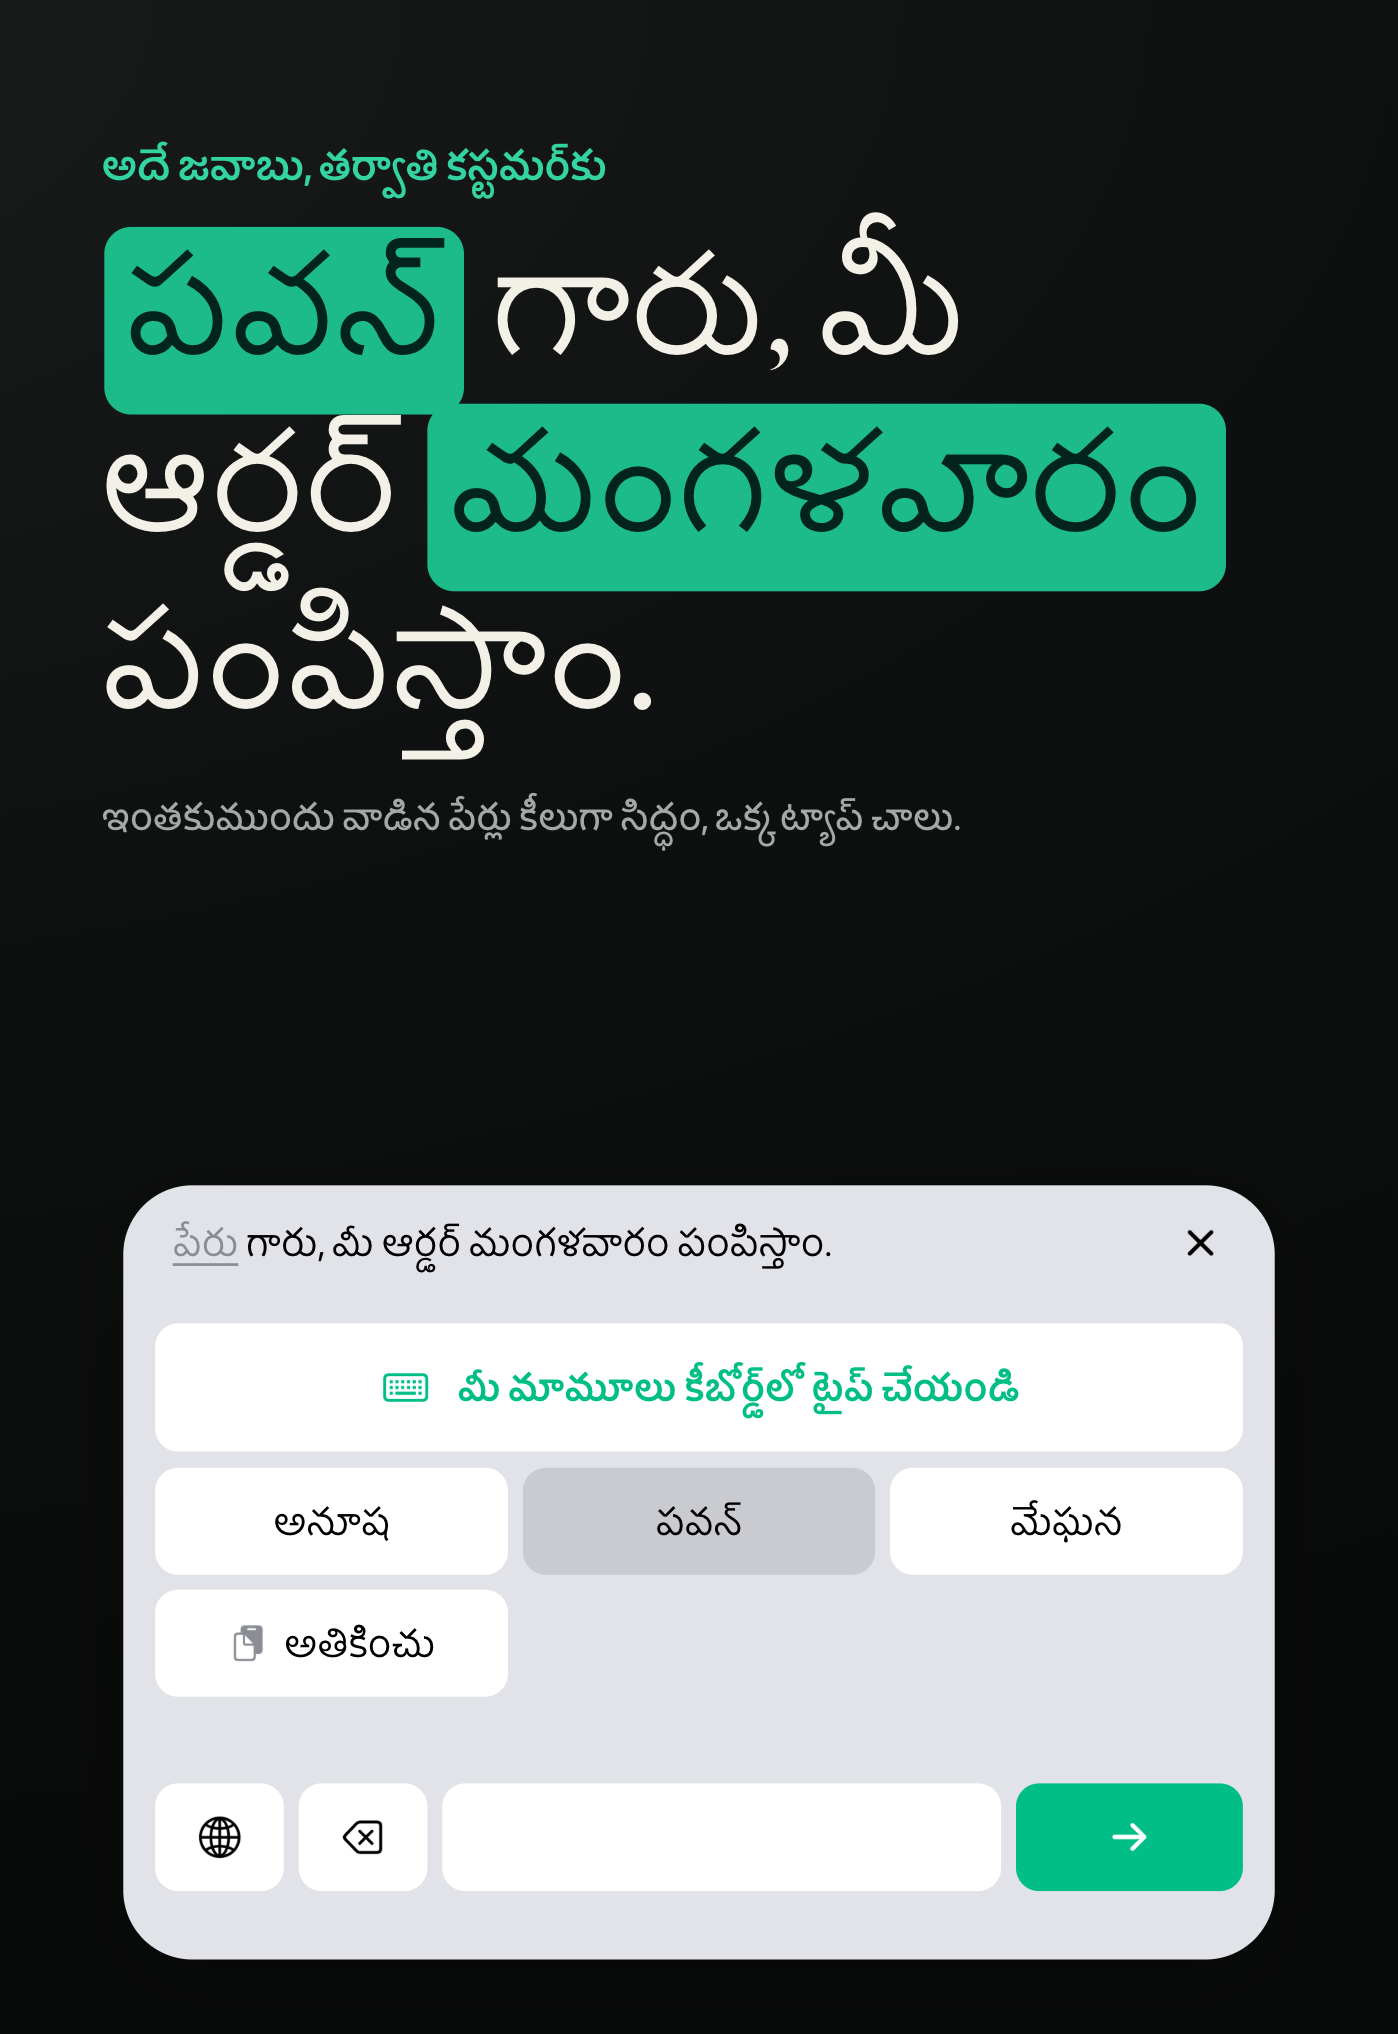 అదే జవాబు, తర్వాతి కస్టమర్‌కు
పవన్ గారు, మీ
ఆర్డర్ మంగళవారం
పంపిస్తాం.
ఇంతకుముందు వాడిన పేర్లు కీలుగా సిద్ధం, ఒక్క ట్యాప్ చాలు.
పేరు గారు, మీ ఆర్డర్ మంగళవారం పంపిస్తాం.
మీ మామూలు కీబోర్డ్‌లో టైప్ చేయండి
అనూష
పవన్
మేఘన
అతికించు